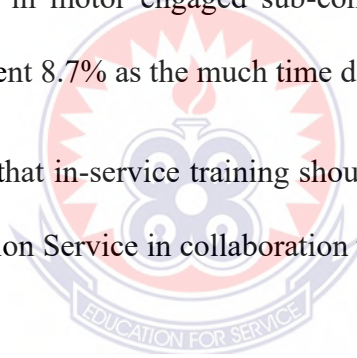 in motor engaged sub-con
ent 8.7% as the much time d
that in-service training shou
on Service in collaboration
EDUCATION FOR SERVICE